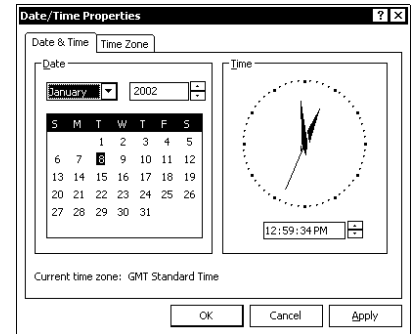 Date/Time Properties ? X
Date & Time Time Zone
Date
January 2002
S M T W T F S
1 2 3 4 5
6 7 8 9 10 11 12
13 14 15 16 17 18 19
20 21 22 23 24 25 26
27 28 29 30 31
Time
12:59:34 PM
Current time zone: GMT Standard Time
OK Cancel Apply